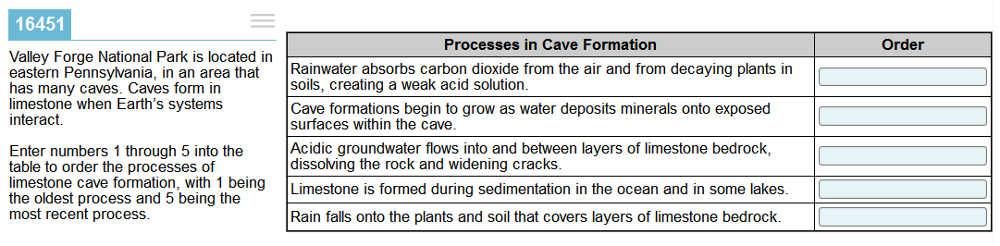 16451
Valley Forge National Park is located in
eastern Pennsylvania, in an area that
has many caves. Caves form in
limestone when Earth's systems
interact.
Enter numbers 1 through 5 into the
table to order the processes of
limestone cave formation, with 1 being
the oldest process and 5 being the
most recent process.
Processes in Cave Formation Order
Rainwater absorbs carbon dioxide from the air and from decaying plants in
soils, creating a weak acid solution.
Cave formations begin to grow as water deposits minerals onto exposed
surfaces within the cave.
Acidic groundwater flows into and between layers of limestone bedrock,
dissolving the rock and widening cracks.
Limestone is formed during sedimentation in the ocean and in some lakes.
Rain falls onto the plants and soil that covers layers of limestone bedrock.